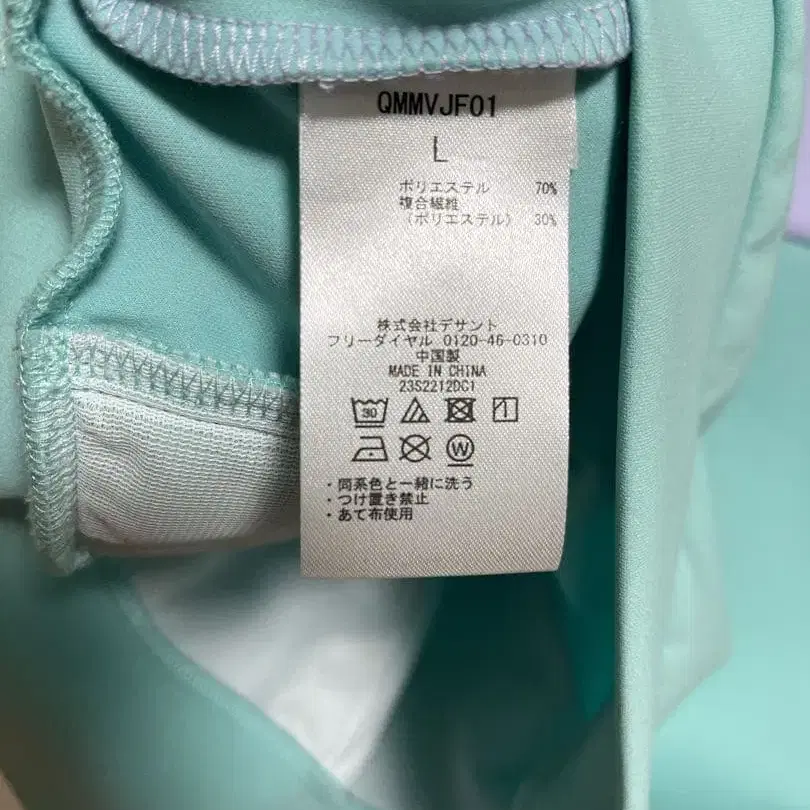 QMMVJF01
L
ポリエステル 70%
複合繊維
(ポリエステル) 30%
株式会社デサント
フリーダイヤル 0120-46-0310
中国製
MADE IN CHINA
23S2212DC1
30
W
・同系色と一緒に洗う
・つけ置き禁止
・あて布使用